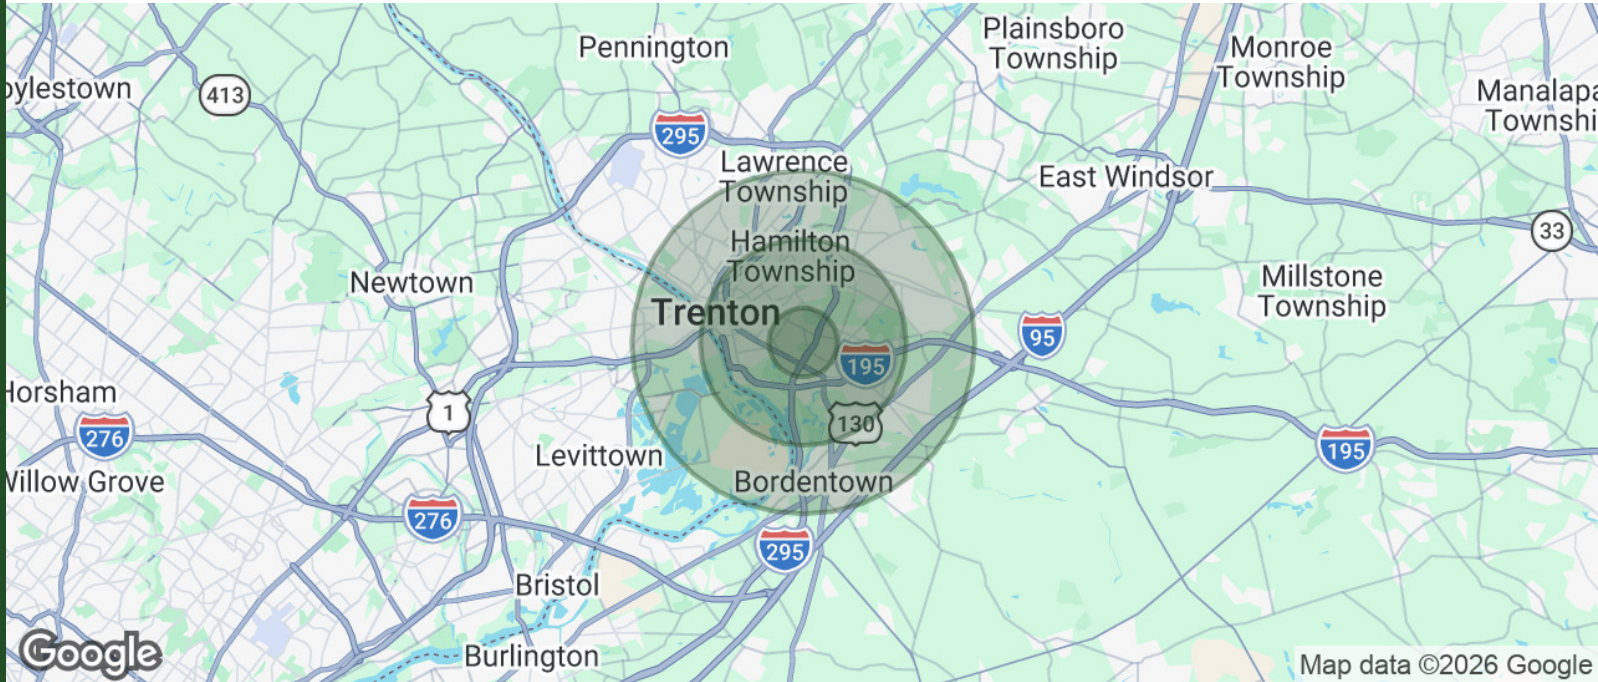 Pennington
Plainsboro
Township
Monroe
Township
oylestown
413
Manalapa
Townshi
295
Lawrence
Township
East Windsor
33
Hamilton
Township
Newtown
Millstone
Township
Trenton
95
195
Horsham
1
130
276
195
Levittown
Willow Grove
Bordentown
276
295
Bristol
Burlington
Google
Map data ©2026 Google